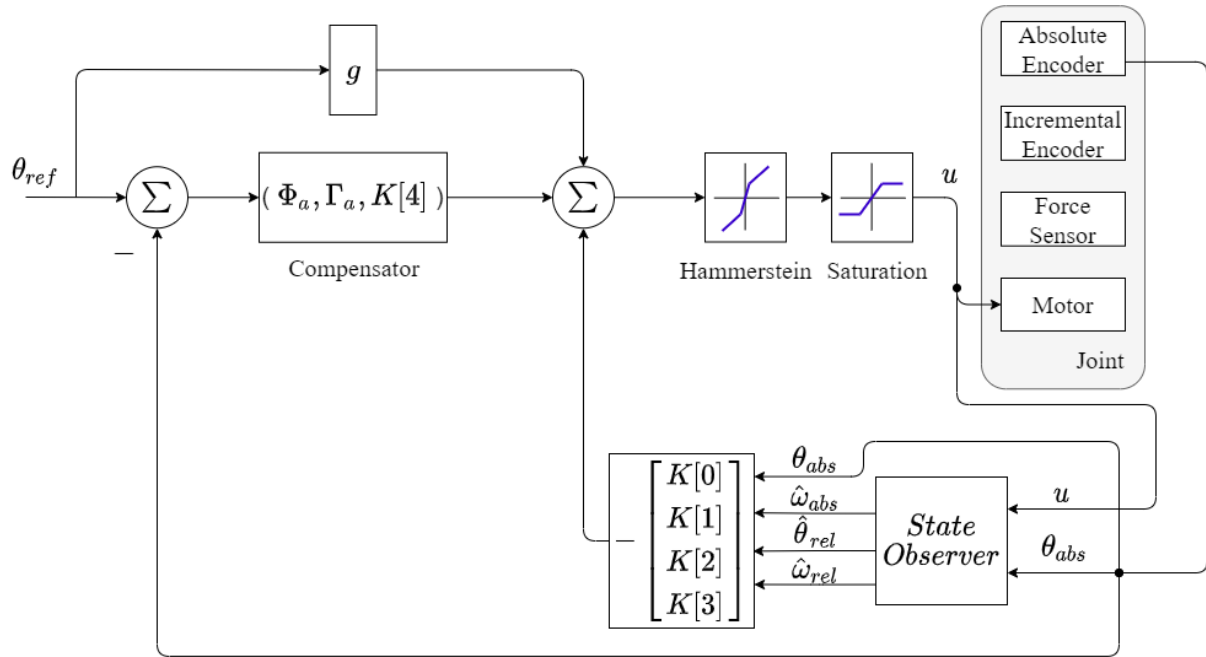 Absolute
Encoder
g
Incremental
Encoder
θ_ref
∑
( Φ_a, Γ_a, K[4] )
∑
u
Force
Sensor
−
Compensator
Hammerstein
Saturation
Motor
Joint
θ_abs
K[0]
ω̂_abs
u
K[1]
State
−
θ̂_rel
Observer
θ_abs
K[2]
ω̂_rel
K[3]